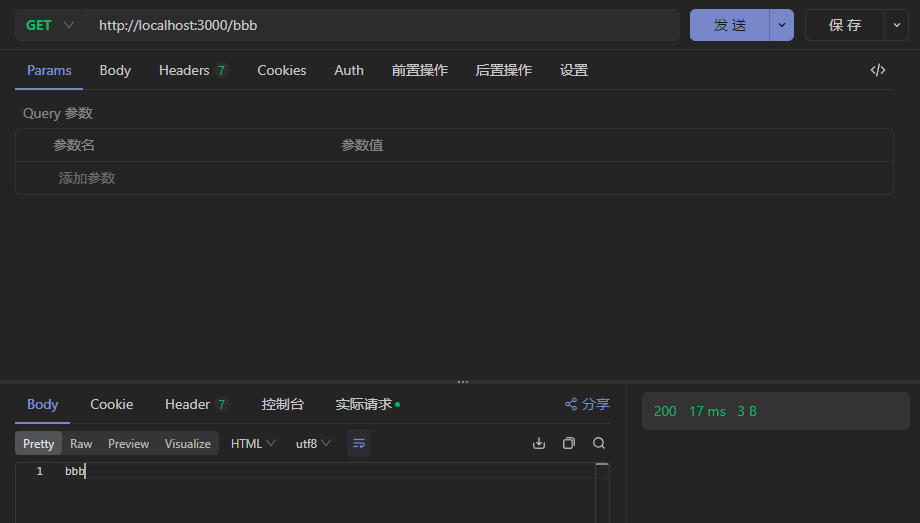 GET http://localhost:3000/bbb 发 送 保 存
Params Body Headers 7 Cookies Auth 前置操作 后置操作 设置 </>
Query 参数
参数名 参数值
添加参数
Body Cookie Header 7 控制台 实际请求 分享
200 17 ms 3 B
Pretty Raw Preview Visualize HTML utf8
1 bbb